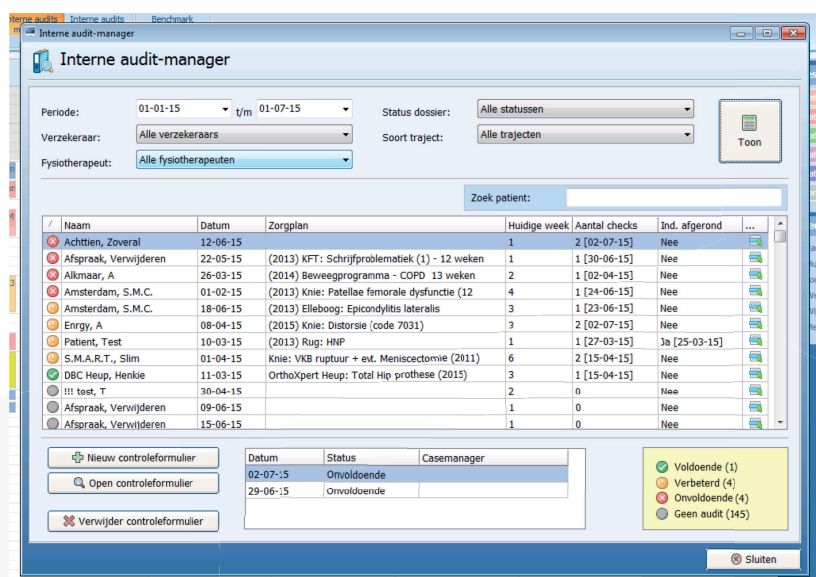 Interne audits Interne audits Benchmark
Interne audit-manager
Interne audit-manager
Periode: 01-01-15 t/m 01-07-15 Status dossier: Alle statussen
Verzekeraar: Alle verzekeraars Soort traject: Alle trajecten
Toon
Fysiotherapeut: Alle fysiotherapeuten
Zoek patient:
/ Naam Datum Zorgplan Huidige week Aantal checks Ind. afgerond ...
Achttien, Zoveral 12-06-15 1 2 [02-07-15] Nee
Afspraak, Verwijderen 22-05-15 (2013) KFT: Schrijfproblematiek (1) - 12 weken 1 1 [30-06-15] Nee
Alkmaar, A 26-03-15 (2014) Beweegprogramma - COPD 13 weken 2 1 [02-04-15] Nee
Amsterdam, S.M.C. 01-02-15 (2013) Knie: Patellae femorale dysfunctie (12 4 1 [24-06-15] Nee
Amsterdam, S.M.C. 18-06-15 (2013) Elleboog: Epicondylitis lateralis 3 1 [23-06-15] Nee
Enrgy, A 08-04-15 (2015) Knie: Distorsie (code 7031) 3 2 [02-07-15] Nee
Patient, Test 10-03-15 (2013) Rug: HNP 1 1 [27-03-15] Ja [25-03-15]
S.M.A.R.T., Slim 01-04-15 Knie: VKB ruptuur + evt. Meniscectomie (2011) 6 2 [15-04-15] Nee
DBC Heup, Henkie 11-03-15 OrthoXpert Heup: Total Hip prothese (2015) 3 1 [15-04-15] Nee
!!! test, T 30-04-15 2 0 Nee
Afspraak, Verwijderen 09-06-15 1 0 Nee
Afspraak, Verwijderen 15-06-15 1 0 Nee
Nieuw controleformulier
Open controleformulier
Verwijder controleformulier
Datum Status Casemanager
02-07-15 Onvoldoende
29-06-15 Onvoldoende
Voldoende (1)
Verbeterd (4)
Onvoldoende (4)
Geen audit (145)
Sluiten